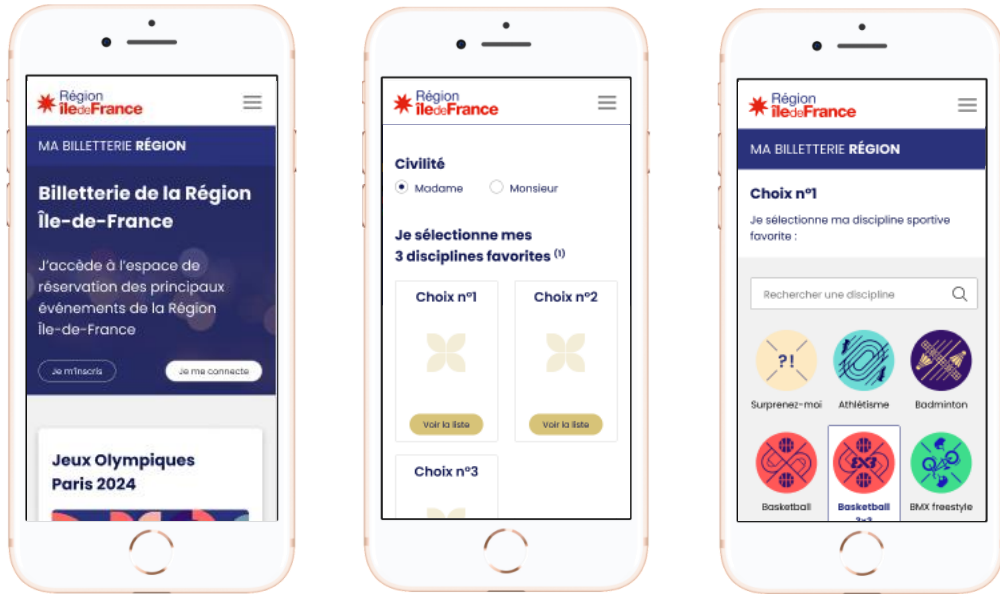 Région
îledeFrance
MA BILLETTERIE RÉGION
Billetterie de la Région
Île-de-France
J'accède à l'espace de
réservation des principaux
événements de la Région
Île-de-France
Je m'inscris
Je me connecte
Jeux Olympiques
Paris 2024
Région
îledeFrance
Civilité
Madame Monsieur
Je sélectionne mes
3 disciplines favorites (1)
Choix n°1 Choix n°2
Voir la liste Voir la liste
Choix n°3
Région
îledeFrance
MA BILLETTERIE RÉGION
Choix n°1
Je sélectionne ma discipline sportive
favorite :
Rechercher une discipline
?!
Surprenez-moi Athlétisme Badminton
3X3
Basketball Basketball BMX freestyle
3x3